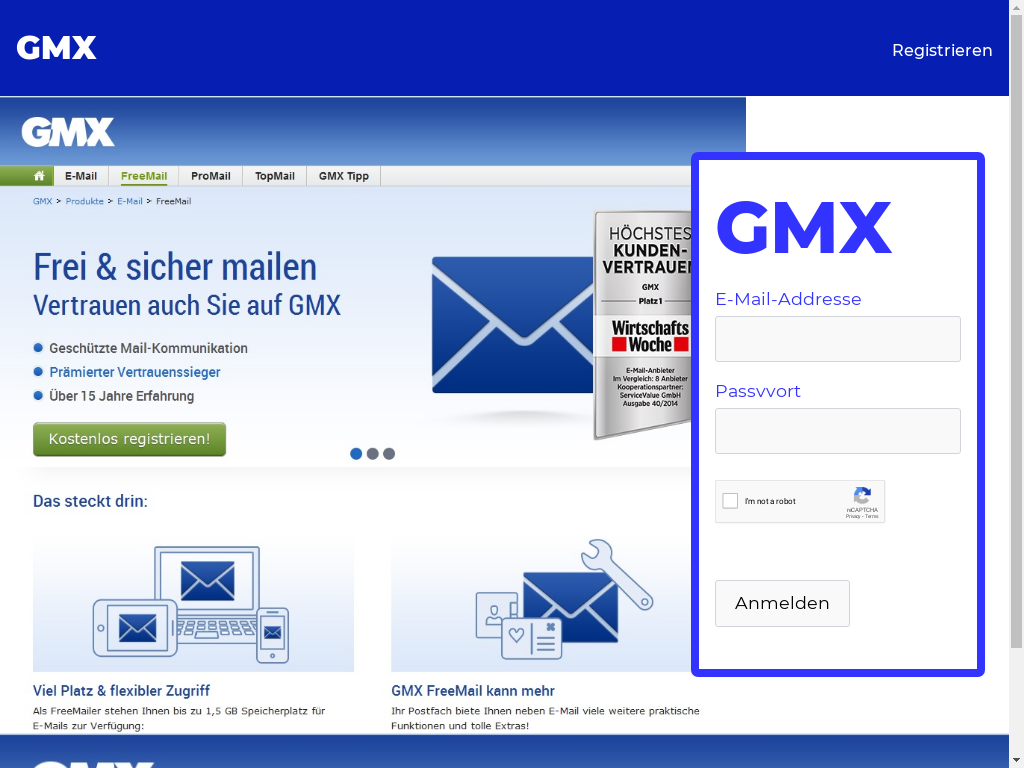 GMX
Registrieren
GMX
E-Mail
FreeMail
ProMail
TopMail
GMX Tipp
GMX > Produkte > E-Mail > FreeMail
Frei & sicher mailen
Vertrauen auch Sie auf GMX
Geschützte Mail-Kommunikation
Prämierter Vertrauenssieger
Über 15 Jahre Erfahrung
Kostenlos registrieren!
HÖCHSTES
KUNDEN-
VERTRAUEN
GMX
Platz 1
Wirtschafts
Woche
E-Mail-Anbieter
Im Vergleich: 8 Anbieter
Kooperationspartner:
ServiceValue GmbH
Ausgabe 40/2014
Das steckt drin:
Viel Platz & flexibler Zugriff
Als FreeMailer stehen Ihnen bis zu 1,5 GB Speicherplatz für
E-Mails zur Verfügung:
GMX FreeMail kann mehr
Ihr Postfach biete Ihnen neben E-Mail viele weitere praktische
Funktionen und tolle Extras!
GMX
E-Mail-Addresse
Passvvort
I'm not a robot
reCAPTCHA
Privacy - Terms
Anmelden
GMX